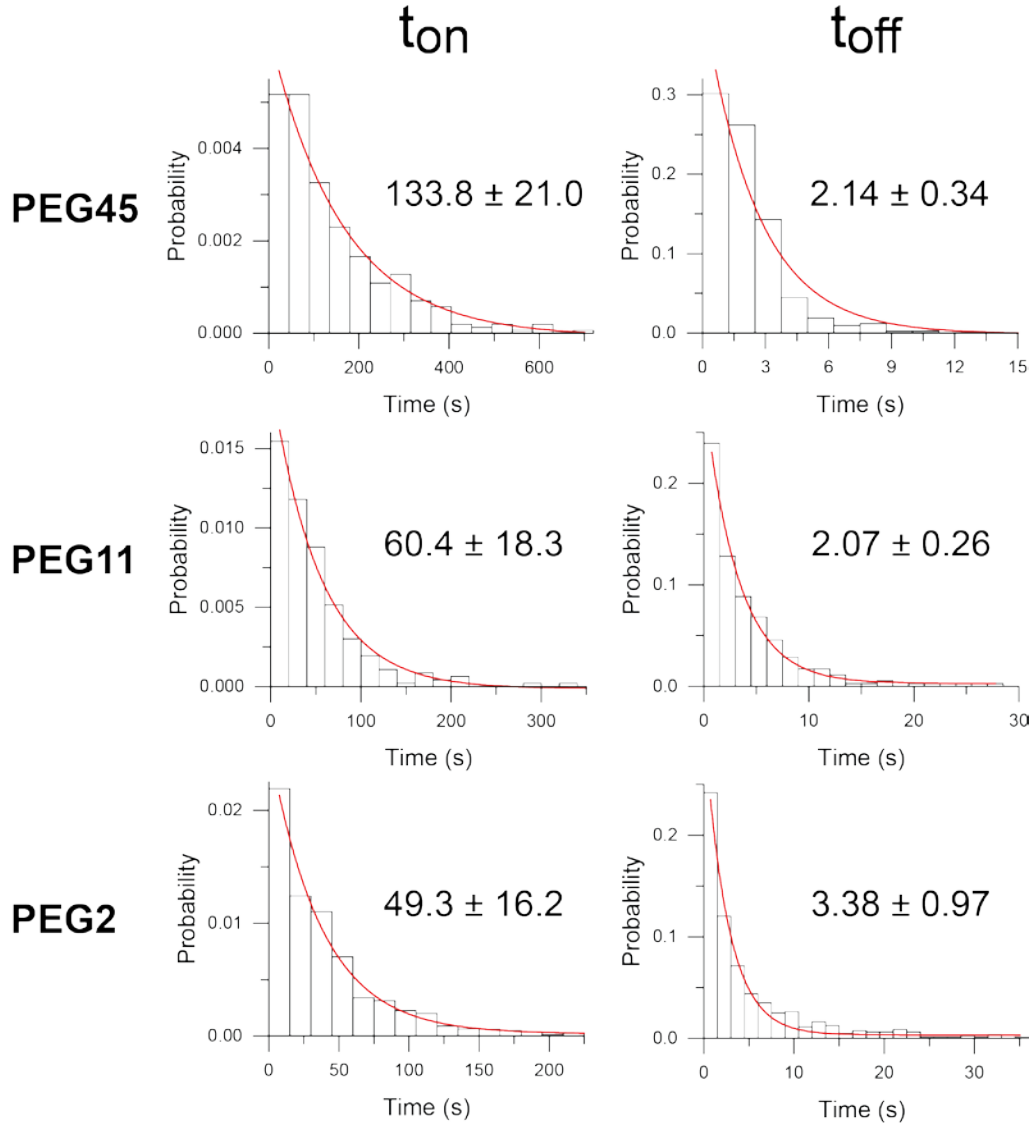 ton toff
PEG45
Probability
0.004
0.002
0.000
133.8 ± 21.0
0 200 400 600
Time (s)
Probability
0.3
0.2
0.1
0.0
2.14 ± 0.34
0 3 6 9 12 15
Time (s)
PEG11
Probability
0.015
0.010
0.005
0.000
60.4 ± 18.3
0 100 200 300
Time (s)
Probability
0.2
0.1
0.0
2.07 ± 0.26
0 10 20 30
Time (s)
PEG2
Probability
0.02
0.01
0.00
49.3 ± 16.2
0 50 100 150 200
Time (s)
Probability
0.2
0.1
0.0
3.38 ± 0.97
0 10 20 30
Time (s)